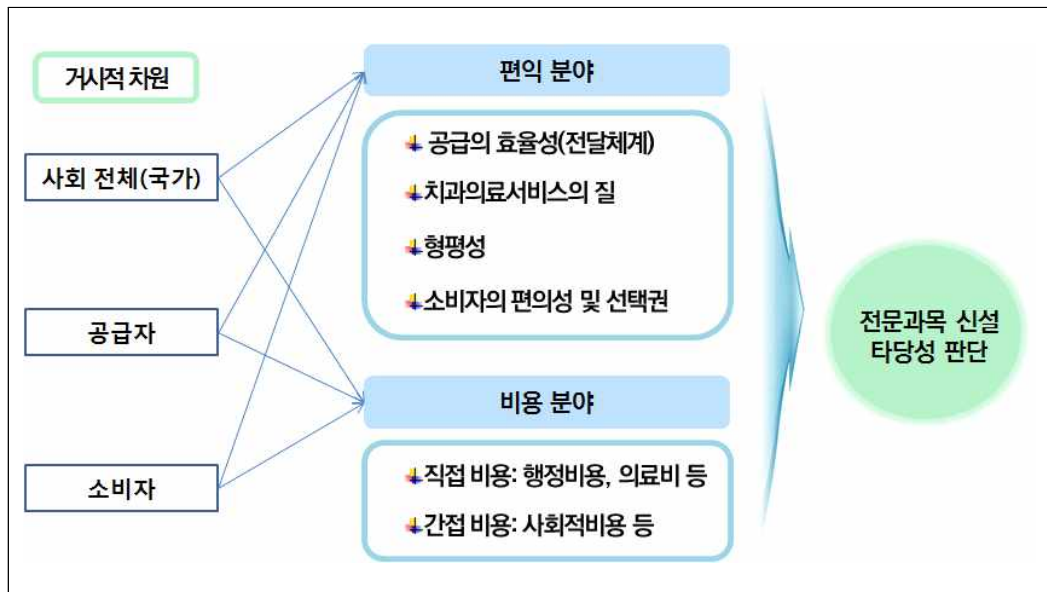 거시적 차원
사회 전체(국가)
공급자
소비자
편익 분야
공급의 효율성(전달체계)
치과의료서비스의 질
형평성
소비자의 편의성 및 선택권
비용 분야
직접 비용: 행정비용, 의료비 등
간접 비용: 사회적비용 등
전문과목 신설
타당성 판단